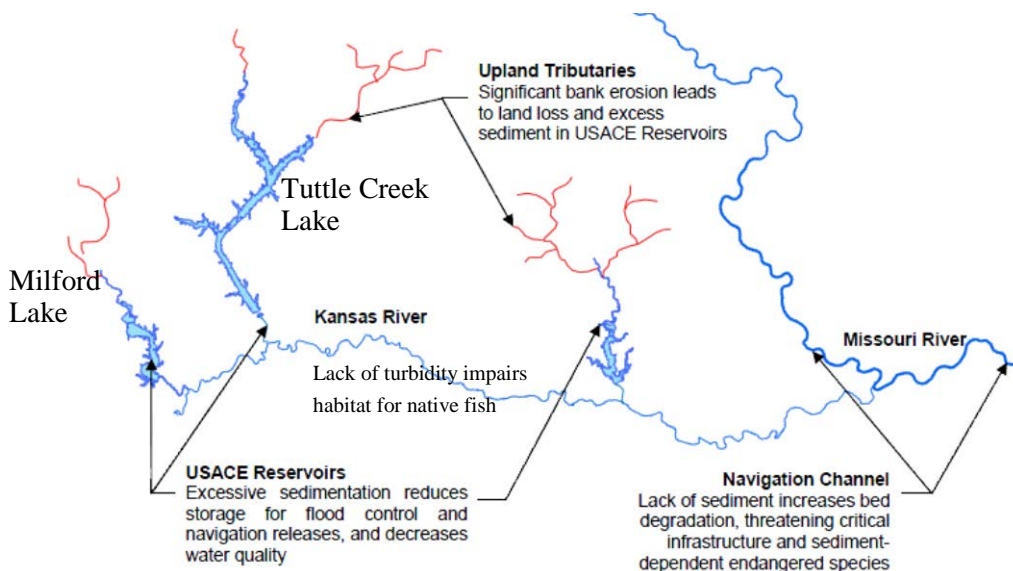 Upland Tributaries
Significant bank erosion leads
to land loss and excess
sediment in USACE Reservoirs
Tuttle Creek
Lake
Milford
Lake
Kansas River
Missouri River
Lack of turbidity impairs
habitat for native fish
USACE Reservoirs
Excessive sedimentation reduces
storage for flood control and
navigation releases, and decreases
water quality
Navigation Channel
Lack of sediment increases bed
degradation, threatening critical
infrastructure and sediment-
dependent endangered species